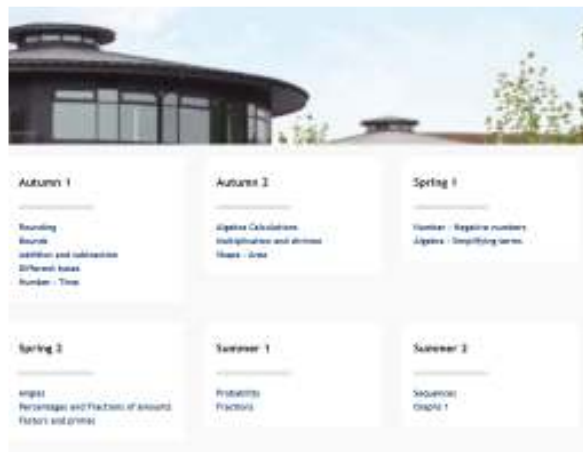 Autumn 1
Rounding
Bounds
Addition and subtraction
Different bases
Number - Time
Autumn 2
Algebra Calculations
Multiplication and division
Shape - Area
Spring 1
Number - Negative numbers
Algebra - Simplifying terms
Spring 2
Angles
Percentages and fractions of amounts
Factors and primes
Summer 1
Probability
Fractions
Summer 2
Sequences
Graphs 1